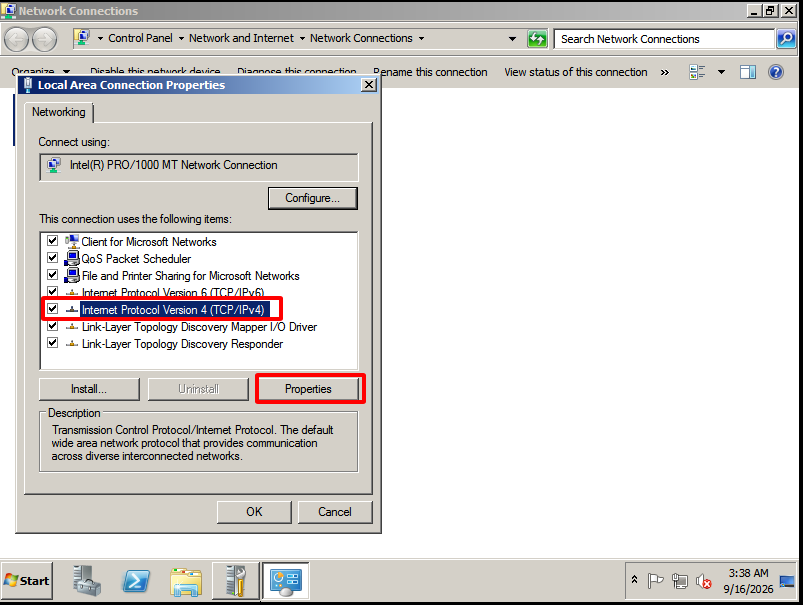 Network Connections
Control Panel Network and Internet Network Connections
Search Network Connections
Organize Disable this network device Diagnose this connection Rename this connection View status of this connection »
Local Area Connection Properties
Networking
Connect using:
Intel(R) PRO/1000 MT Network Connection
Configure...
This connection uses the following items:
Client for Microsoft Networks
QoS Packet Scheduler
File and Printer Sharing for Microsoft Networks
Internet Protocol Version 6 (TCP/IPv6)
Internet Protocol Version 4 (TCP/IPv4)
Link-Layer Topology Discovery Mapper I/O Driver
Link-Layer Topology Discovery Responder
Install... Uninstall Properties
Description
Transmission Control Protocol/Internet Protocol. The default
wide area network protocol that provides communication
across diverse interconnected networks.
OK Cancel
Start
3:38 AM
9/16/2026